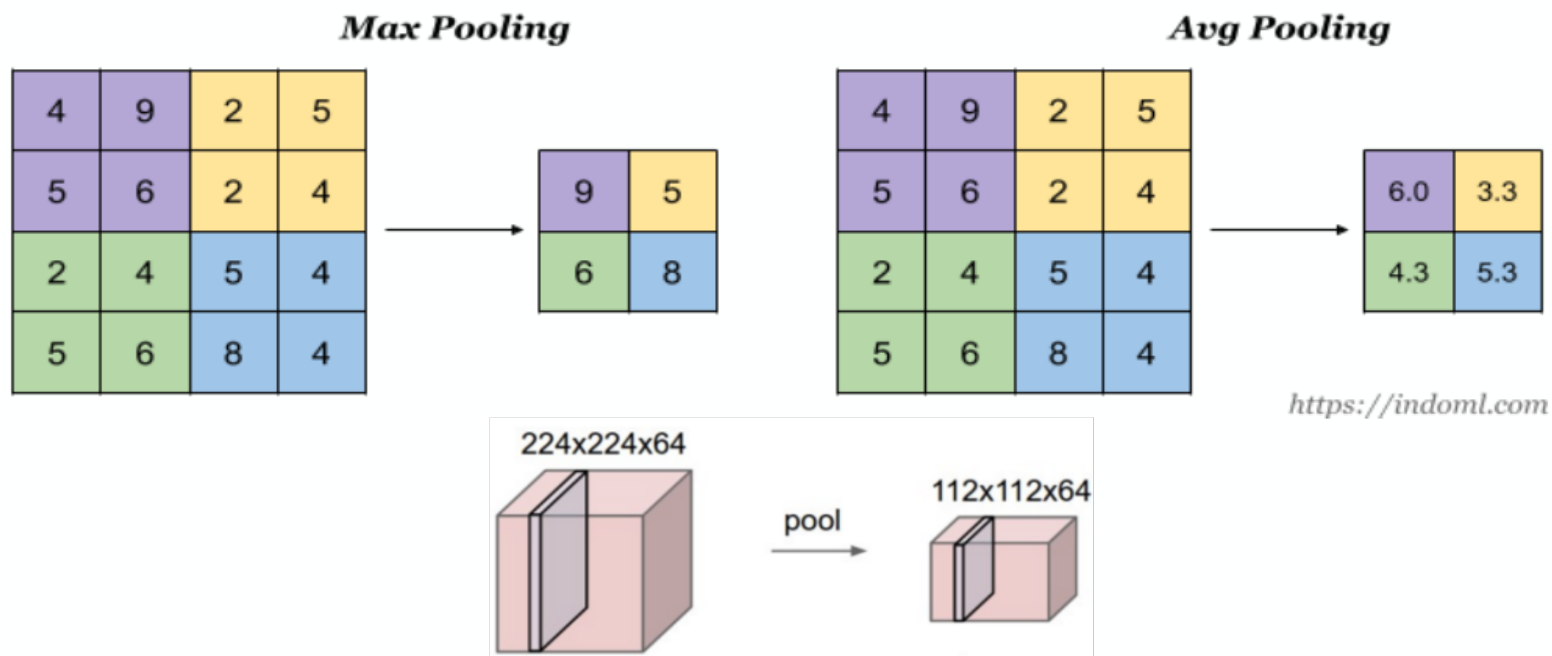 Max Pooling
4 9 2 5
5 6 2 4
2 4 5 4
5 6 8 4
9 5
6 8
Avg Pooling
4 9 2 5
5 6 2 4
2 4 5 4
5 6 8 4
6.0 3.3
4.3 5.3
https://indoml.com
224x224x64
pool
112x112x64